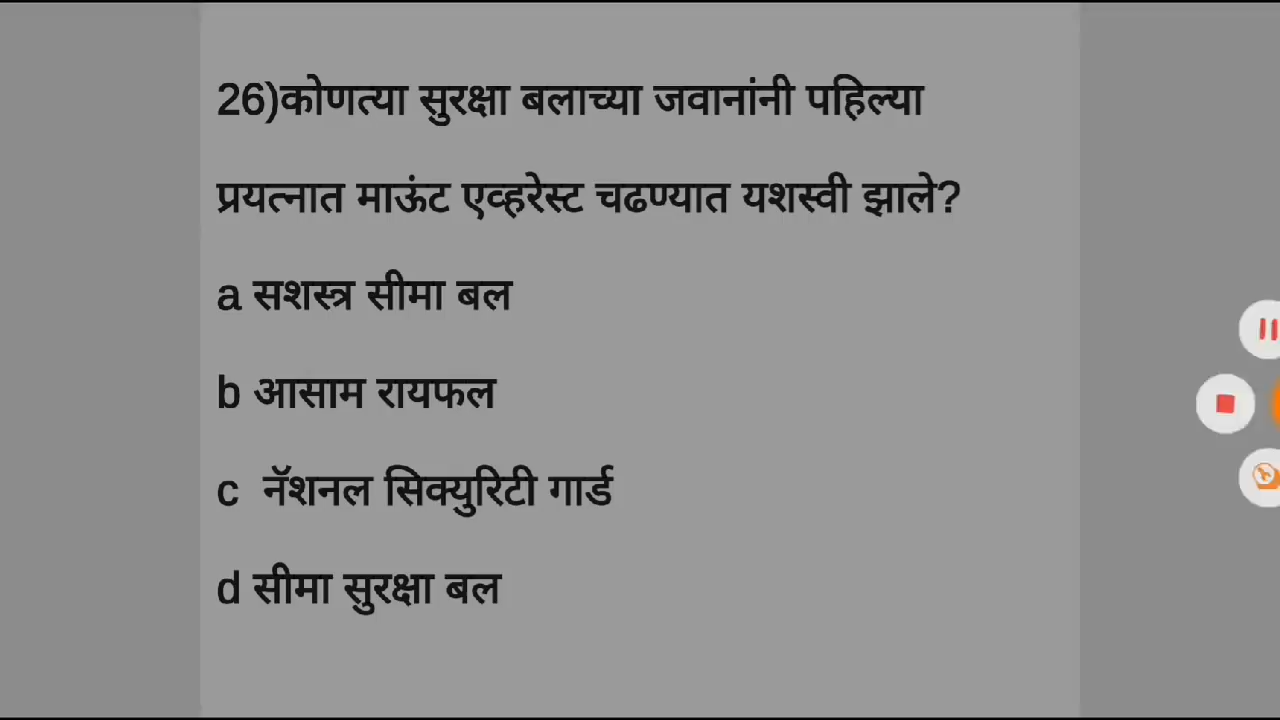 26)कोणत्या सुरक्षा बलाच्या जवानांनी पहिल्या
प्रयत्नात माऊंट एव्हरेस्ट चढण्यात यशस्वी झाले?
a सशस्त्र सीमा बल
b आसाम रायफल
c  नॅशनल सिक्युरिटी गार्ड
d सीमा सुरक्षा बल